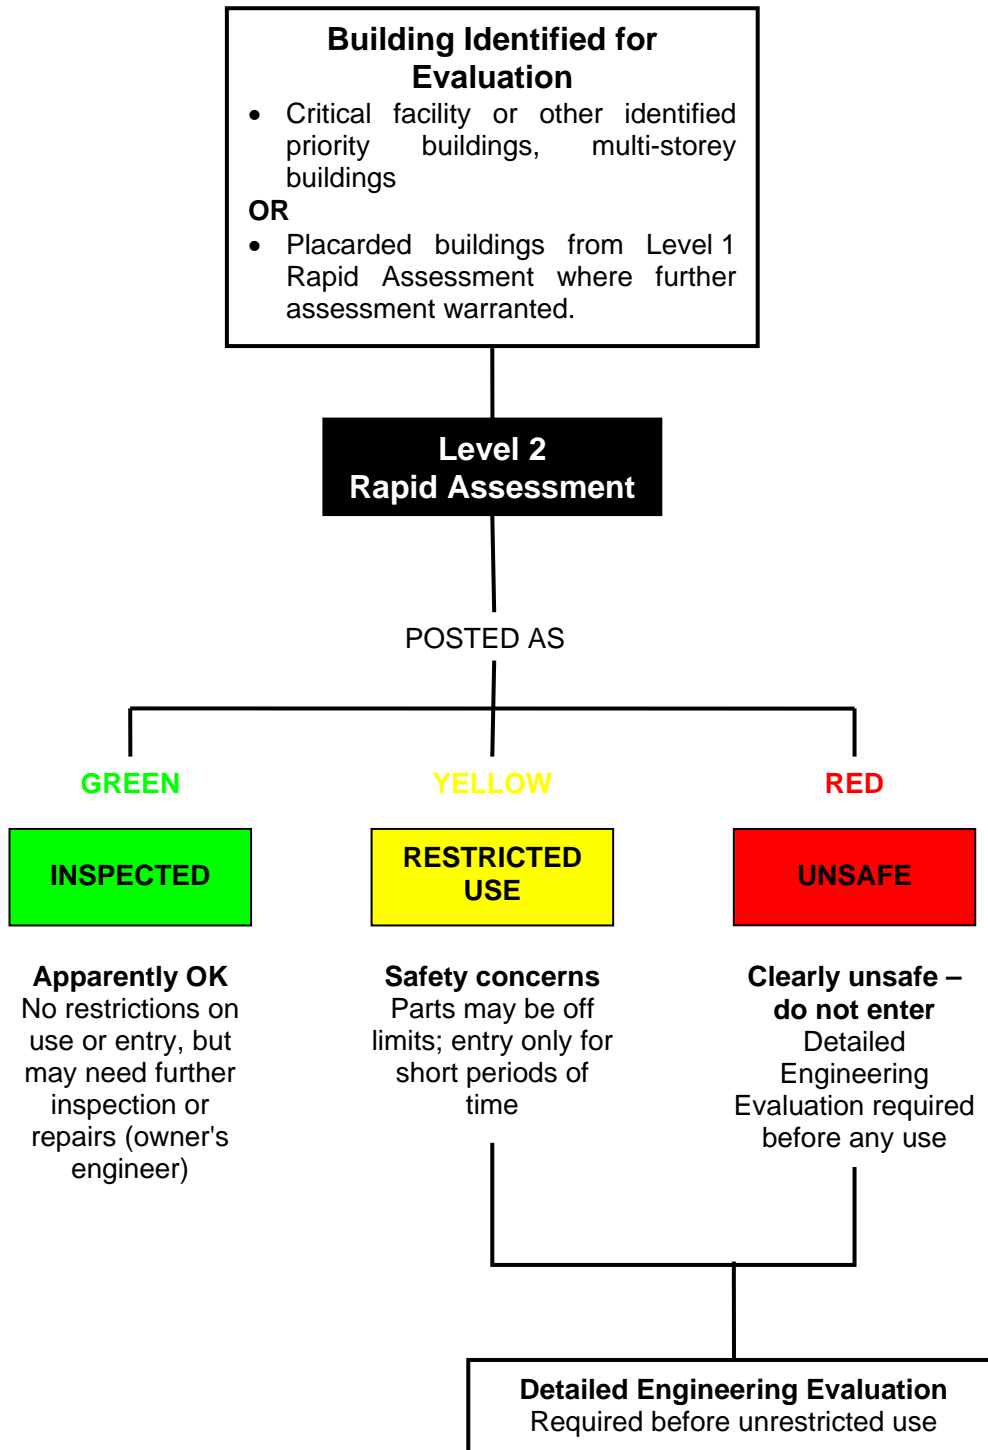 Building Identified for
Evaluation
• Critical facility or other identified
priority buildings, multi-storey
buildings
OR
• Placarded buildings from Level 1
Rapid Assessment where further
assessment warranted.
Level 2
Rapid Assessment
POSTED AS
GREEN
YELLOW
RED
INSPECTED
RESTRICTED
USE
UNSAFE
Apparently OK
No restrictions on
use or entry, but
may need further
inspection or
repairs (owner's
engineer)
Safety concerns
Parts may be off
limits; entry only for
short periods of
time
Clearly unsafe –
do not enter
Detailed
Engineering
Evaluation required
before any use
Detailed Engineering Evaluation
Required before unrestricted use